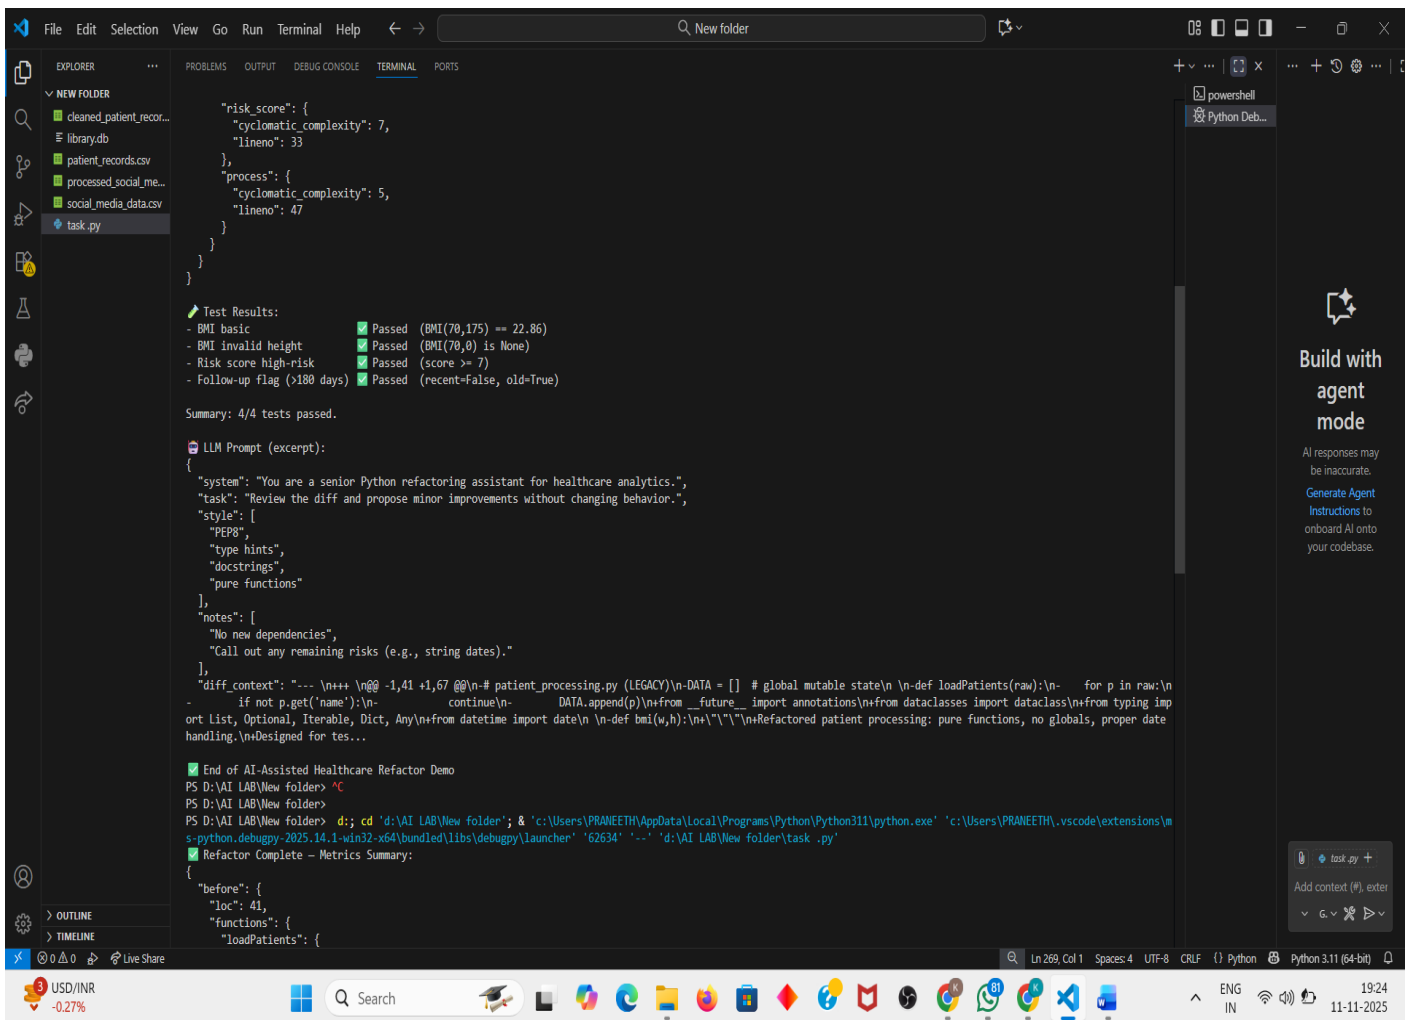 File Edit Selection View Go Run Terminal Help
New folder
EXPLORER
PROBLEMS OUTPUT DEBUG CONSOLE TERMINAL PORTS
NEW FOLDER
cleaned_patient_recor...
library.db
patient_records.csv
processed_social_me...
social_media_data.csv
task .py
OUTLINE
TIMELINE
"risk_score": {
"cyclomatic_complexity": 7,
"lineno": 33
},
"process": {
"cyclomatic_complexity": 5,
"lineno": 47
}
}
}
}
Test Results:
- BMI basic ✅ Passed (BMI(70,175) == 22.86)
- BMI invalid height ✅ Passed (BMI(70,0) is None)
- Risk score high-risk ✅ Passed (score >= 7)
- Follow-up flag (>180 days) ✅ Passed (recent=False, old=True)
Summary: 4/4 tests passed.
LLM Prompt (excerpt):
{
"system": "You are a senior Python refactoring assistant for healthcare analytics.",
"task": "Review the diff and propose minor improvements without changing behavior.",
"style": [
"PEP8",
"type hints",
"docstrings",
"pure functions"
],
"notes": [
"No new dependencies",
"Call out any remaining risks (e.g., string dates)."
],
"diff_context": "--- \n+++ \n@@ -1,41 +1,67 @@\n-# patient_processing.py (LEGACY)\n-DATA = []  # global mutable state\n \n-def loadPatients(raw):\n-    for p in raw:\n
-        if not p.get('name'):\n-            continue\n-        DATA.append(p)\n+from __future__ import annotations\n+from dataclasses import dataclass\n+from typing imp
ort List, Optional, Iterable, Dict, Any\n+from datetime import date\n \n-def bmi(w,h):\n+\"\"\"\n+Refactored patient processing: pure functions, no globals, proper date
handling.\n+Designed for tes...
✅ End of AI-Assisted Healthcare Refactor Demo
PS D:\AI LAB\New folder> ^C
PS D:\AI LAB\New folder>
PS D:\AI LAB\New folder>  d:; cd 'd:\AI LAB\New folder'; & 'c:\Users\PRANEETH\AppData\Local\Programs\Python\Python311\python.exe' 'c:\Users\PRANEETH\.vscode\extensions\m
s-python.debugpy-2025.14.1-win32-x64\bundled\libs\debugpy\launcher' '62634' '--' 'd:\AI LAB\New folder\task .py'
✅ Refactor Complete — Metrics Summary:
{
"before": {
"loc": 41,
"functions": {
"loadPatients": {
powershell
Python Deb...
Build with
agent
mode
AI responses may
be inaccurate.
Generate Agent
Instructions to
onboard AI onto
your codebase.
task .py
Add context (#), exter
G.
0 0 Live Share
Ln 269, Col 1 Spaces: 4 UTF-8 CRLF {} Python Python 3.11 (64-bit)
3
USD/INR
-0.27%
Search
K
81
K
ENG
IN
19:24
11-11-2025